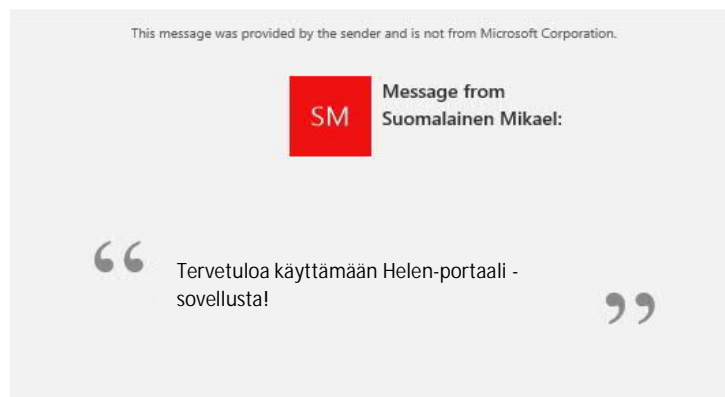 This message was provided by the sender and is not from Microsoft Corporation.
SM
Message from
Suomalainen Mikael:
“
Tervetuloa käyttämään Helen-portaali -
sovellusta!
”